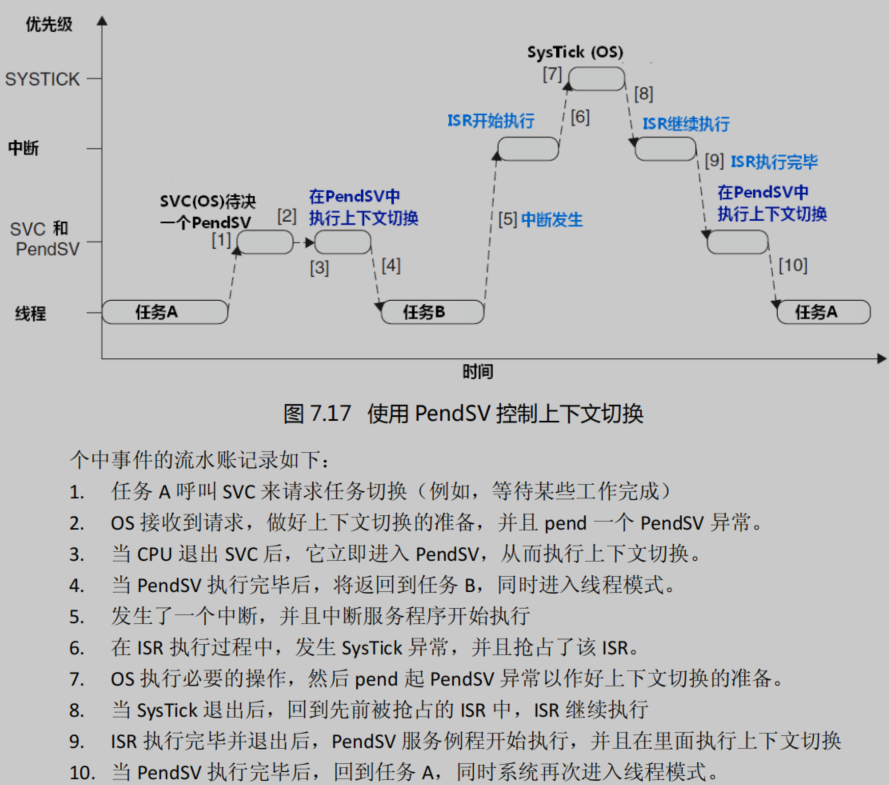 优先级
SysTick (OS)
SYSTICK
[7]
[8]
[6]
ISR开始执行
ISR继续执行
中断
[9] ISR执行完毕
SVC(OS)待决
一个PendSV
[2]
在PendSV中
执行上下文切换
在PendSV中
执行上下文切换
[5] 中断发生
SVC 和
PendSV
[1]
[3]
[4]
[10]
线程
任务A
任务B
任务A
时间
图 7.17 使用 PendSV 控制上下文切换
个中事件的流水账记录如下：
1. 任务 A 呼叫 SVC 来请求任务切换（例如，等待某些工作完成）
2. OS 接收到请求，做好上下文切换的准备，并且 pend 一个 PendSV 异常。
3. 当 CPU 退出 SVC 后，它立即进入 PendSV，从而执行上下文切换。
4. 当 PendSV 执行完毕后，将返回到任务 B，同时进入线程模式。
5. 发生了一个中断，并且中断服务程序开始执行
6. 在 ISR 执行过程中，发生 SysTick 异常，并且抢占了该 ISR。
7. OS 执行必要的操作，然后 pend 起 PendSV 异常以作好上下文切换的准备。
8. 当 SysTick 退出后，回到先前被抢占的 ISR 中，ISR 继续执行
9. ISR 执行完毕并退出后，PendSV 服务例程开始执行，并且在里面执行上下文切换
10. 当 PendSV 执行完毕后，回到任务 A，同时系统再次进入线程模式。